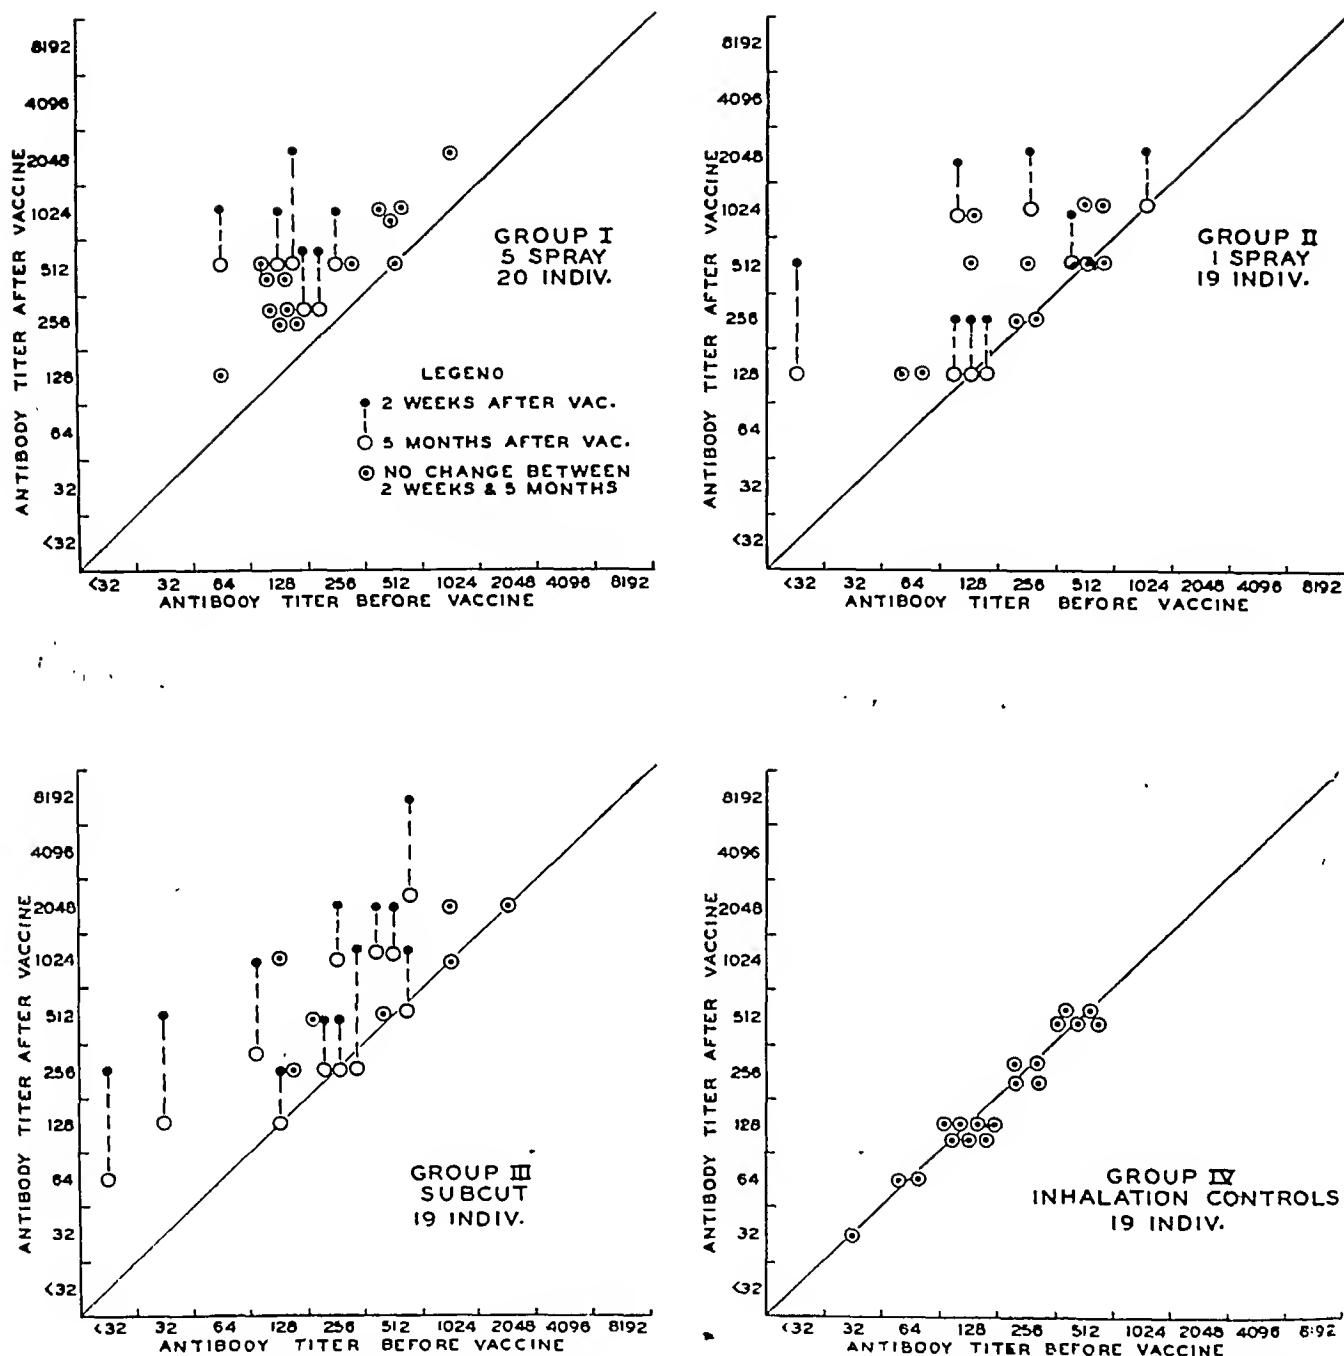 ANTIBODY TITER AFTER VACCINE
8192
4096
2048
1024
512
256
128
64
32
<32
GROUP I
5 SPRAY
20 INDIV.
LEGENO
2 WEEKS AFTER VAC.
5 MONTHS AFTER VAC.
NO CHANGE BETWEEN
2 WEEKS & 5 MONTHS
<32 32 64 128 256 512 1024 2048 4096 8192
ANTIBODY TITER BEFORE VACCINE
ANTIBODY TITER AFTER VACCINE
8192
4096
2048
1024
512
256
128
64
32
<32
GROUP II
1 SPRAY
19 INDIV.
<32 32 64 128 256 512 1024 2048 4096 8192
ANTIBODY TITER BEFORE VACCINE
ANTIBODY TITER AFTER VACCINE
8192
4096
2048
1024
512
256
128
64
32
<32
GROUP III
SUBCUT
19 INDIV.
<32 32 64 128 256 512 1024 2048 4096 8192
ANTIBODY TITER BEFORE VACCINE
ANTIBODY TITER AFTER VACCINE
8192
4096
2048
1024
512
256
128
64
32
<32
GROUP IV
INHALATION CONTROLS
19 INDIV.
<32 32 64 128 256 512 1024 2048 4096 8192
ANTIBODY TITER BEFORE VACCINE